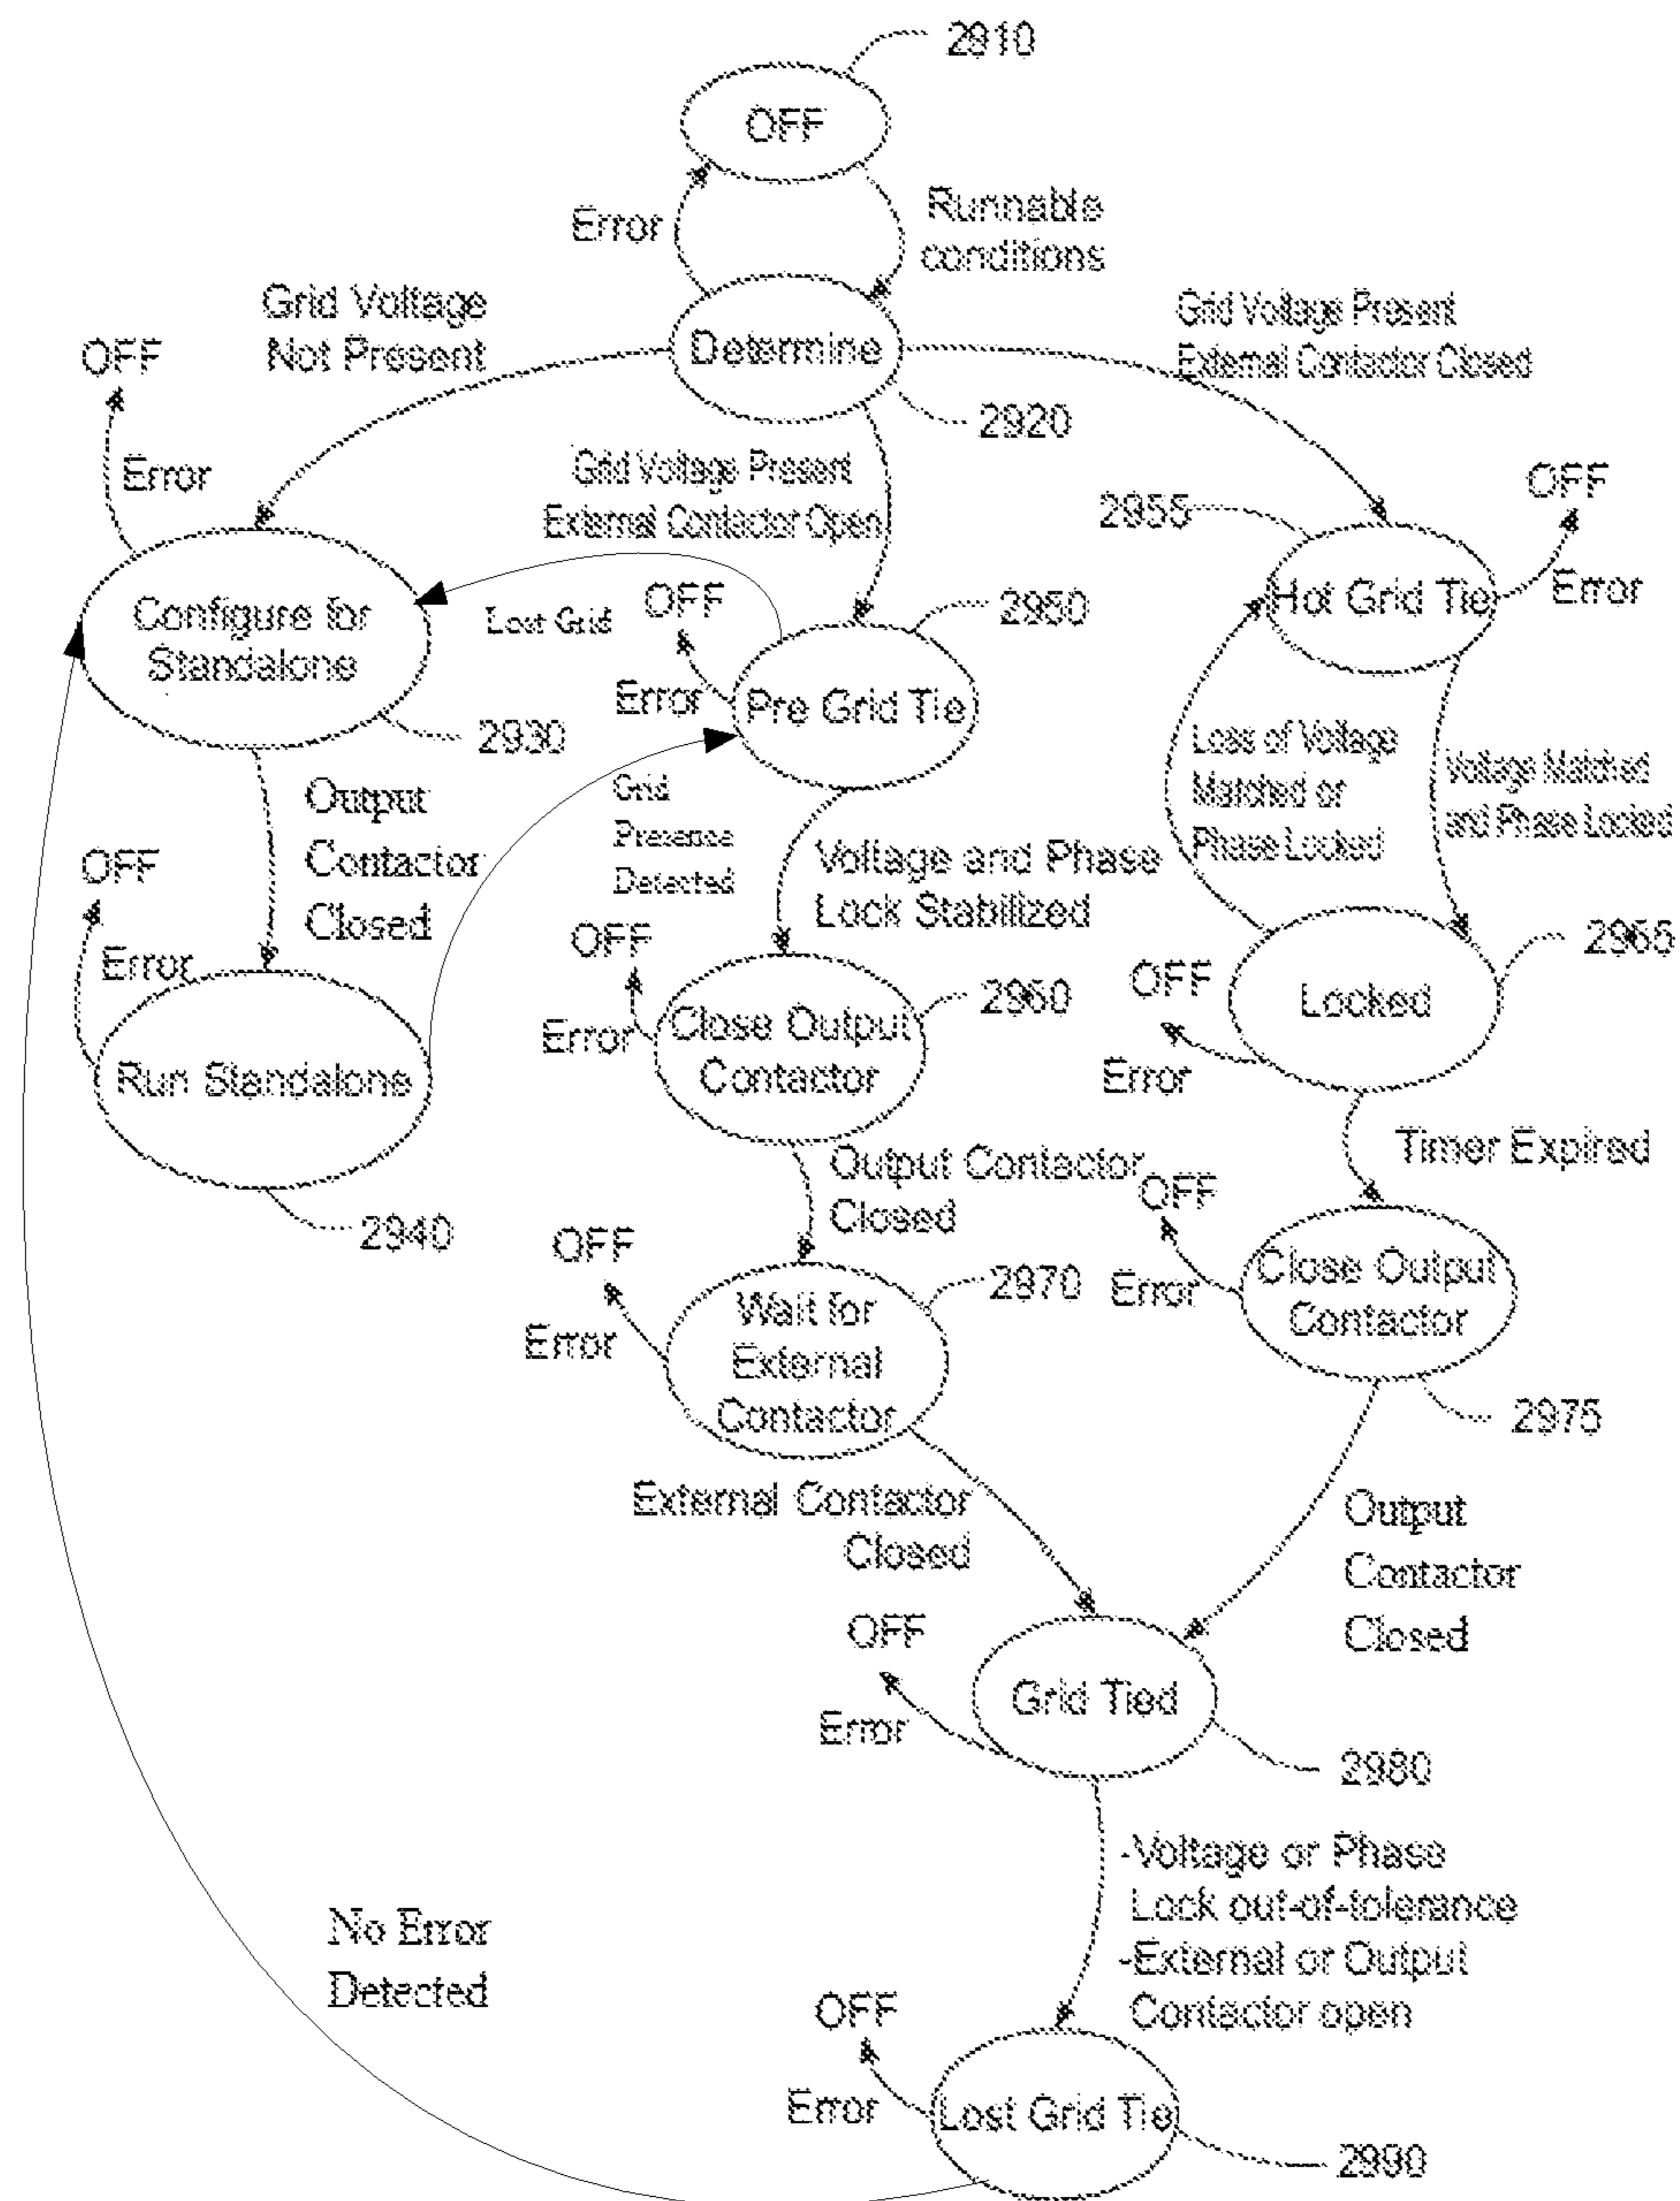 2910
OFF
Error
Runnable
conditions
Grid Voltage
Not Present
Determine
Grid Voltage Present
External Contactor Closed
OFF
2920
Error
Grid Voltage Present
External Contactor Open
2955
OFF
Hot Grid Tie
Error
Configure for
Standalone
Lost Grid
OFF
2950
Error
Pre Grid Tie
2930
Output
Contactor
Closed
Grid
Presence
Detected
Loss of Voltage
Matched or
Phase Locked
Voltage Matched
and Phase Locked
OFF
Error
Voltage and Phase
Lock Stabilized
Run Standalone
2940
OFF
Error
Close Output
Contactor
2960
OFF
Error
Locked
2965
Output Contactor
Closed
Timer Expired
OFF
Error
Wait for
External
Contactor
2970
OFF
Error
Close Output
Contactor
2975
External Contactor
Closed
Output
Contactor
Closed
OFF
Error
Grid Tied
2980
-Voltage or Phase
Lock out-of-tolerance
-External or Output
Contactor open
No Error
Detected
OFF
Error
Lost Grid Tie
2990